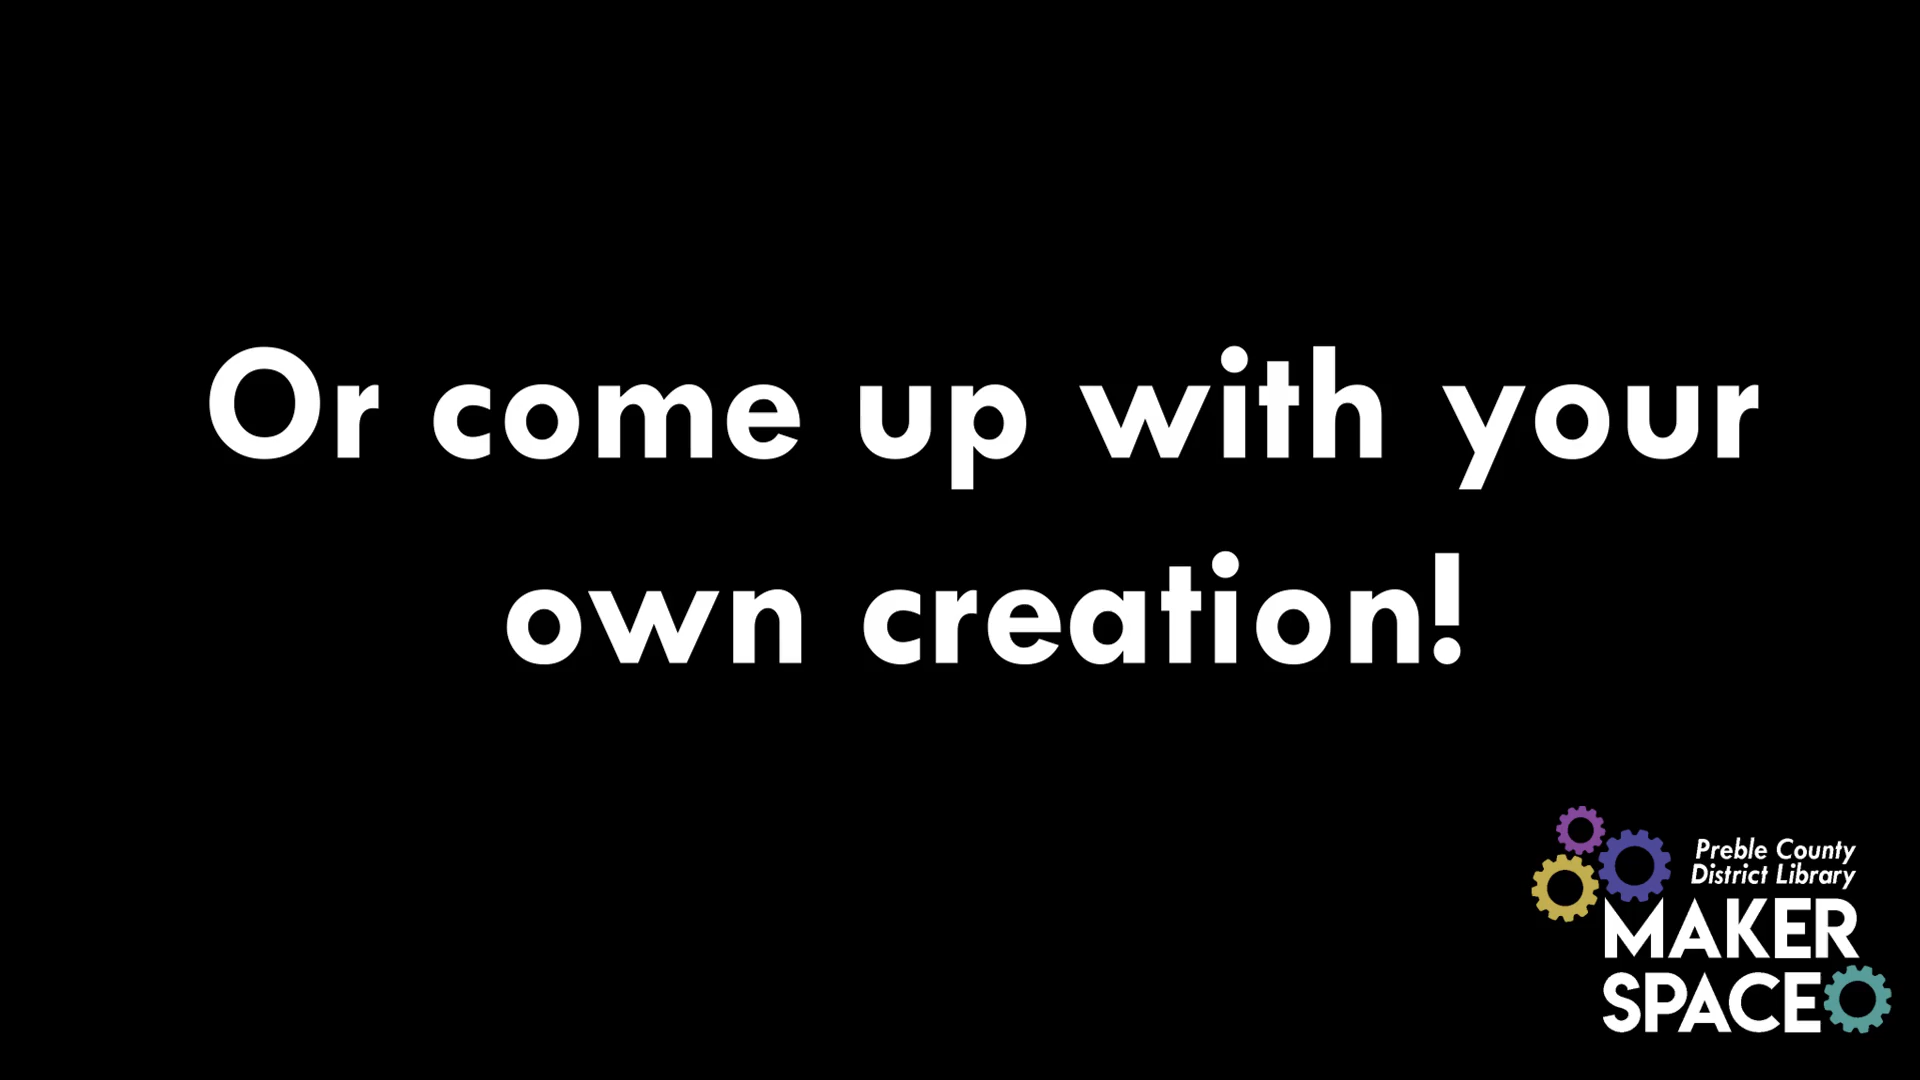 Or come up with your
own creation!
Preble County
District Library
MAKER
SPACE